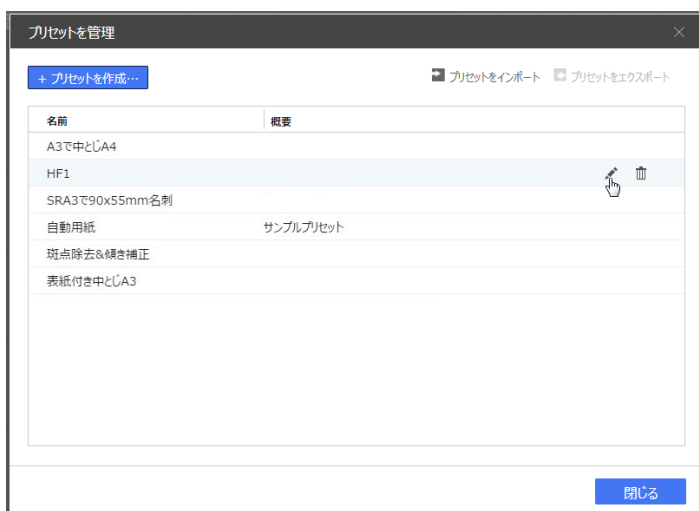 プリセットを管理
+ プリセットを作成… プリセットをインポート プリセットをエクスポート
名前 概要
A3で中とじA4
HF1
SRA3で90x55mm名刺
自動用紙 サンプルプリセット
斑点除去&傾き補正
表紙付き中とじA3
閉じる